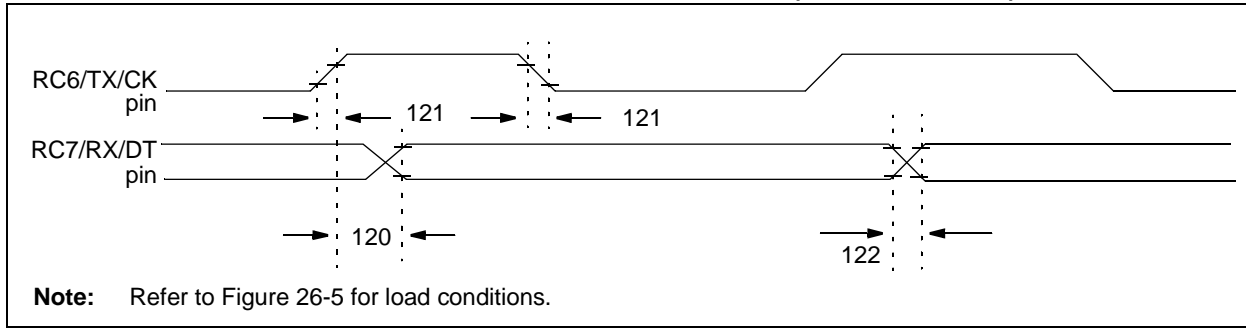 RC6/TX/CK
pin
121
121
RC7/RX/DT
pin
120
122
Note: Refer to Figure 26-5 for load conditions.